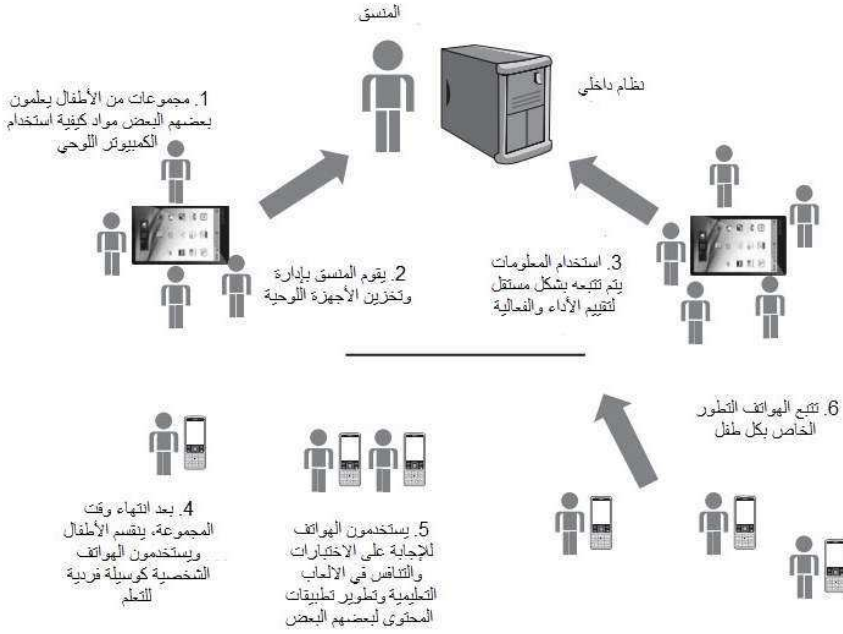 المنسق
نظام داخلي
1. مجموعات من الأطفال يعلمون
بعضهم البعض مواد كيفية استخدام
الكمبيوتر اللوحي
2. يقوم المنسق بإدارة
وتخزين الأجهزة اللوحية
3. استخدام المعلومات
يتم تتبعه بشكل مستقل
لتقييم الأداء والفعالية
4. بعد انتهاء وقت
المجموعة، ينقسم الأطفال
ويستخدمون الهواتف
الشخصية كوسيلة فردية
للتعلم
5. يستخدمون الهواتف
للإجابة على الاختبارات
والتنافس في الالعاب
التعليمية وتطوير تطبيقات
المحتوى لبعضهم البعض
6. تتبع الهواتف التطور
الخاص بكل طفل